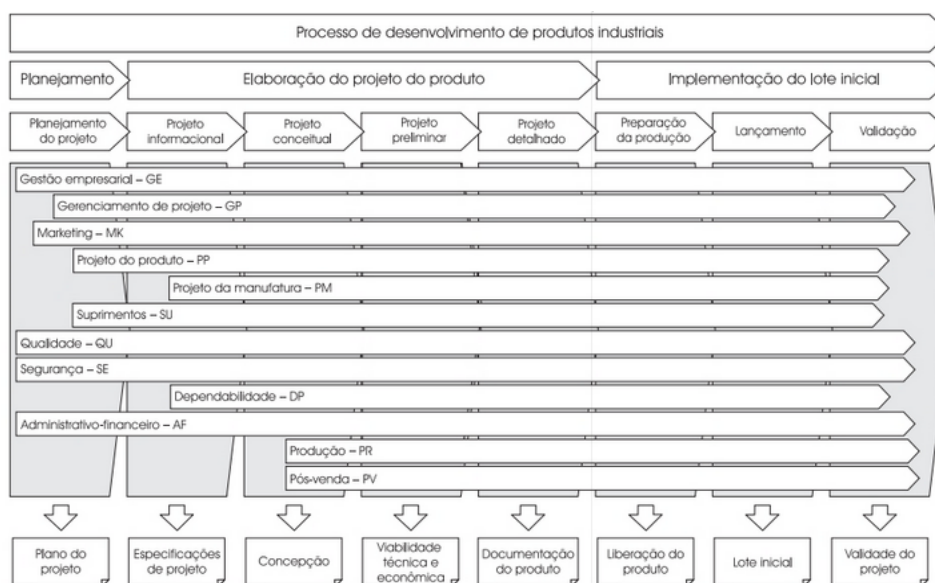 Processo de desenvolvimento de produtos industriais
Planejamento
Elaboração do projeto do produto
Implementação do lote inicial
Planejamento
do projeto
Projeto
informacional
Projeto
conceitual
Projeto
preliminar
Projeto
detalhado
Preparação
da produção
Lançamento
Validação
Gestão empresarial – GE
Gerenciamento de projeto – GP
Marketing – MK
Projeto do produto – PP
Projeto da manufatura – PM
Suprimentos – SU
Qualidade – QU
Segurança – SE
Dependabilidade – DP
Administrativo-financeiro – AF
Produção – PR
Pós-venda – PV
Plano do
projeto
Especificações
de projeto
Concepção
Viabilidade
técnica e
econômica
Documentação
do produto
Liberação do
produto
Lote inicial
Validade do
projeto